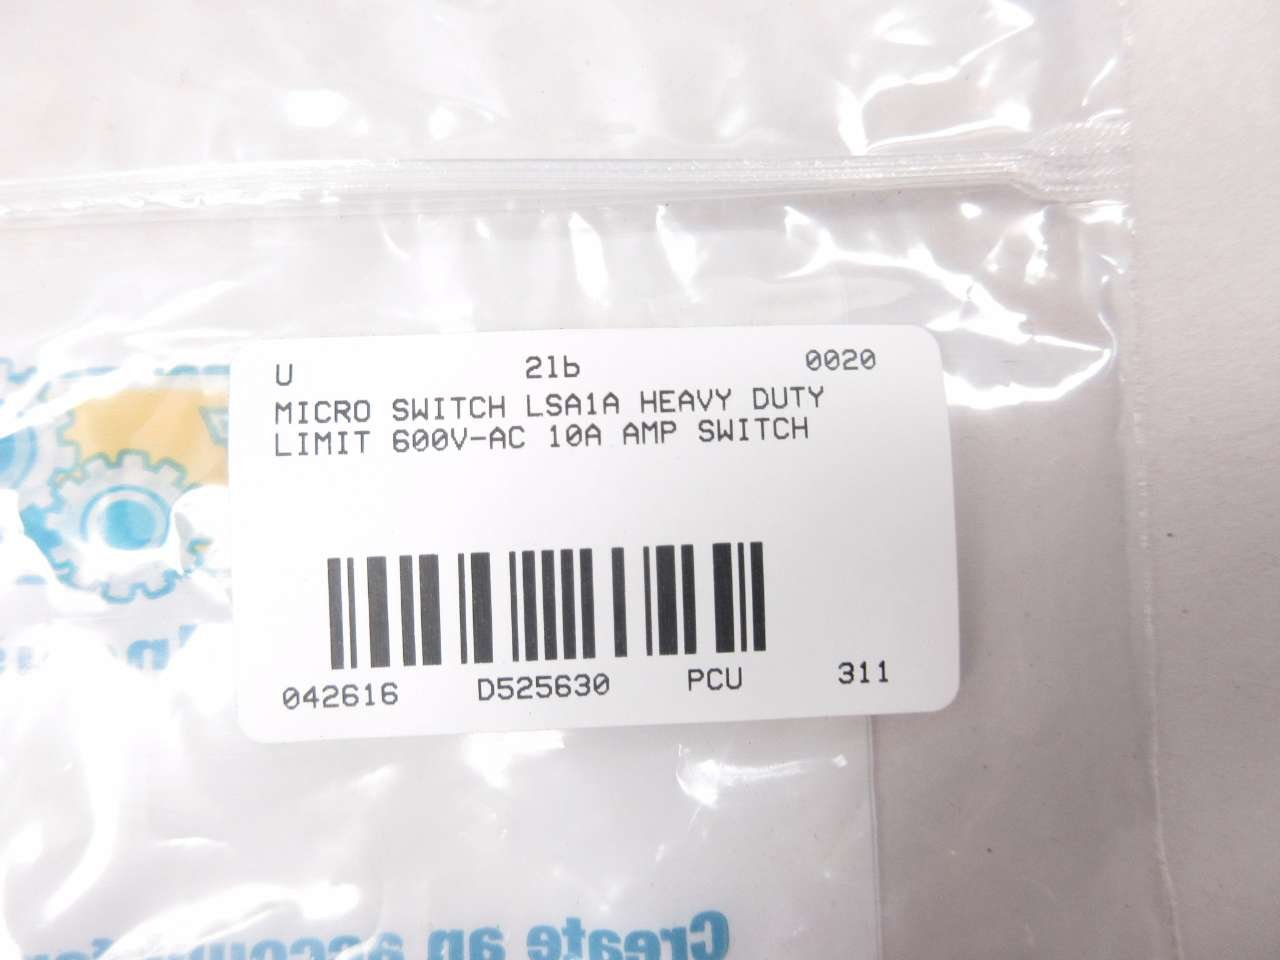 U 21b 0020
MICRO SWITCH LSA1A HEAVY DUTY
LIMIT 600V-AC 10A AMP SWITCH
042616 D525630 PCU 311
Create an